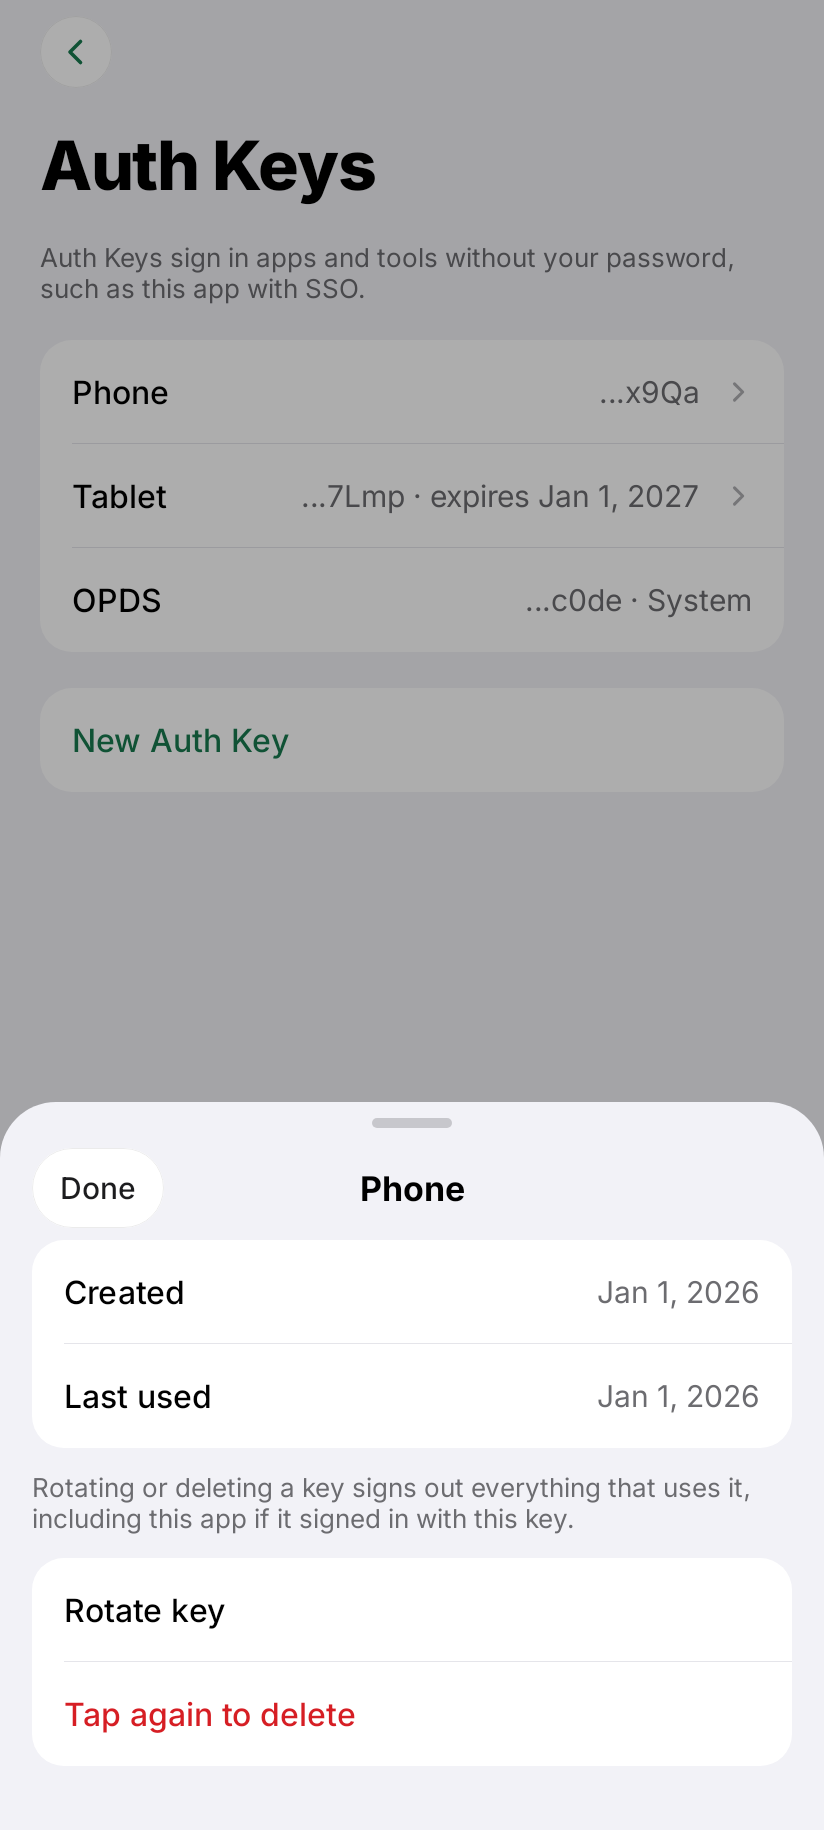 Auth Keys
Auth Keys sign in apps and tools without your password,
such as this app with SSO.
Phone ...x9Qa
Tablet ...7Lmp · expires Jan 1, 2027
OPDS ...c0de · System
New Auth Key
Done Phone
Created Jan 1, 2026
Last used Jan 1, 2026
Rotating or deleting a key signs out everything that uses it,
including this app if it signed in with this key.
Rotate key
Tap again to delete